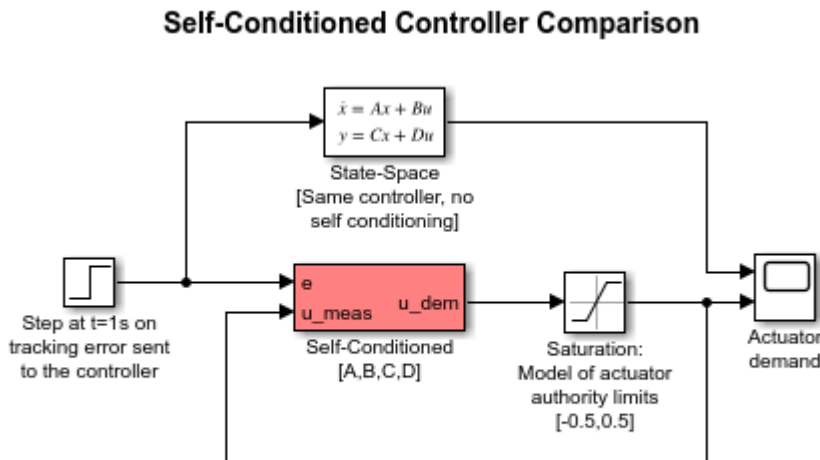 Self-Conditioned Controller Comparison
ẋ = Ax + Bu
y = Cx + Du
State-Space
[Same controller, no
self conditioning]
Step at t=1s on
tracking error sent
to the controller
e
u_meas
u_dem
Self-Conditioned
[A,B,C,D]
Saturation:
Model of actuator
authority limits
[-0.5,0.5]
Actuator
demand